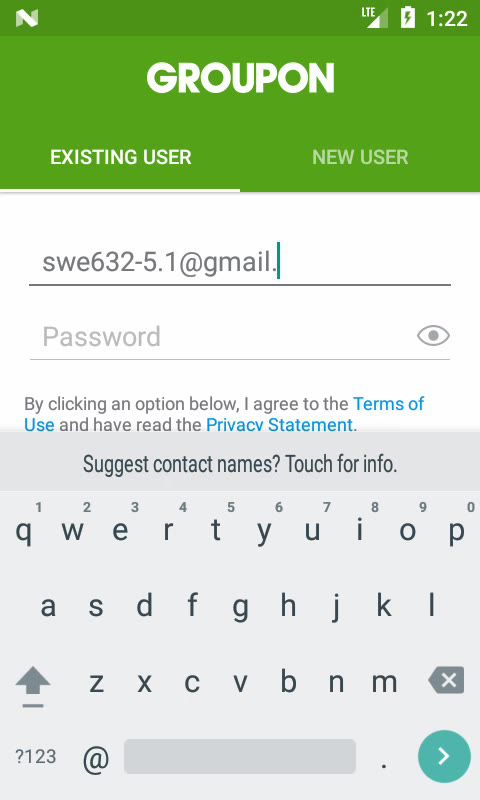 LTE 1:22
GROUPON
EXISTING USER NEW USER
swe632-5.1@gmail.
Password
By clicking an option below, I agree to the Terms of
Use and have read the Privacy Statement.
Suggest contact names? Touch for info.
1 2 3 4 5 6 7 8 9 0
q w e r t y u i o p
a s d f g h j k l
z x c v b n m
?123 @ .